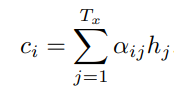 c_i = \sum_{j=1}^{T_x} \alpha_{ij} h_j